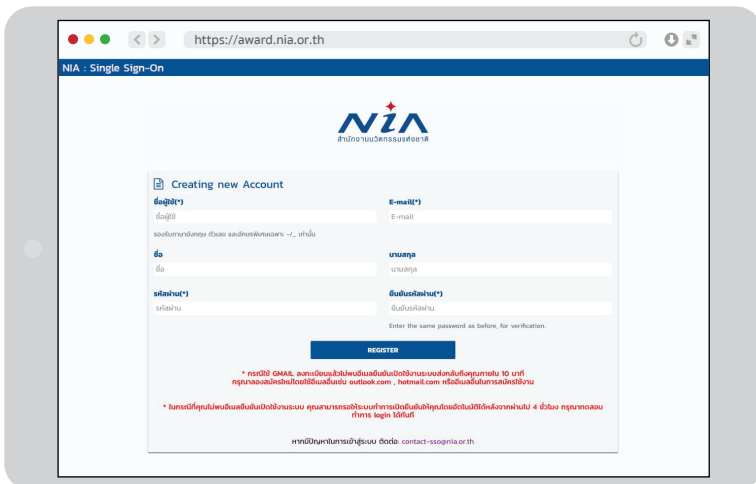 https://award.nia.or.th
NIA : Single Sign-On
NiA
สำนักงานนวัตกรรมแห่งชาติ
Creating new Account
ชื่อผู้ใช้(*) E-mail(*)
ชื่อผู้ใช้ E-mail
รองรับภาษาอังกฤษ ตัวเลข และอักษรพิเศษเฉพาะ -/_ เท่านั้น
ชื่อ นามสกุล
ชื่อ นามสกุล
รหัสผ่าน(*) ยืนยันรหัสผ่าน(*)
รหัสผ่าน ยืนยันรหัสผ่าน
Enter the same password as before, for verification.
REGISTER
* กรณีใช้ GMAIL ลงทะเบียนแล้วไม่พบอีเมลยืนยันเปิดใช้งานระบบส่งกลับถึงคุณภายใน 10 นาที
กรุณาลองสมัครใหม่โดยใช้อีเมลอื่นเช่น outlook.com , hotmail.com หรืออีเมลอื่นในการสมัครใช้งาน
* ในกรณีที่คุณไม่พบอีเมลยืนยันเปิดใช้งานระบบ คุณสามารถรอให้ระบบทำการเปิดยืนยันให้คุณโดยอัตโนมัติได้หลังจากผ่านไป 4 ชั่วโมง กรุณาทดสอบ
ทำการ login ได้ทันที
หากมีปัญหาในการเข้าสู่ระบบ ติดต่อ: contact-sso@nia.or.th